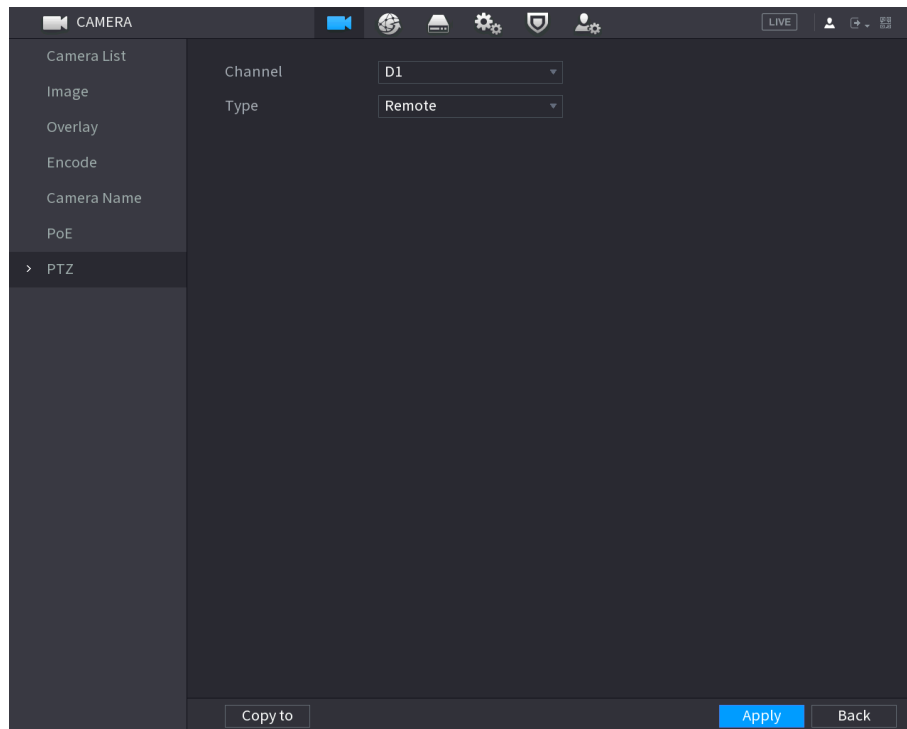 CAMERA
LIVE
Camera List
Image
Overlay
Encode
Camera Name
PoE
PTZ
Channel D1
Type Remote
Copy to
Apply
Back